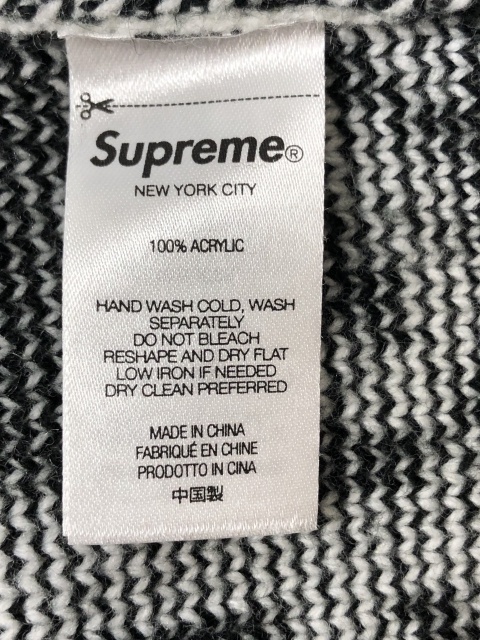 Supreme®
NEW YORK CITY
100% ACRYLIC
HAND WASH COLD, WASH
SEPARATELY
DO NOT BLEACH
RESHAPE AND DRY FLAT
LOW IRON IF NEEDED
DRY CLEAN PREFERRED
MADE IN CHINA
FABRIQUÉ EN CHINE
PRODOTTO IN CINA
中国製